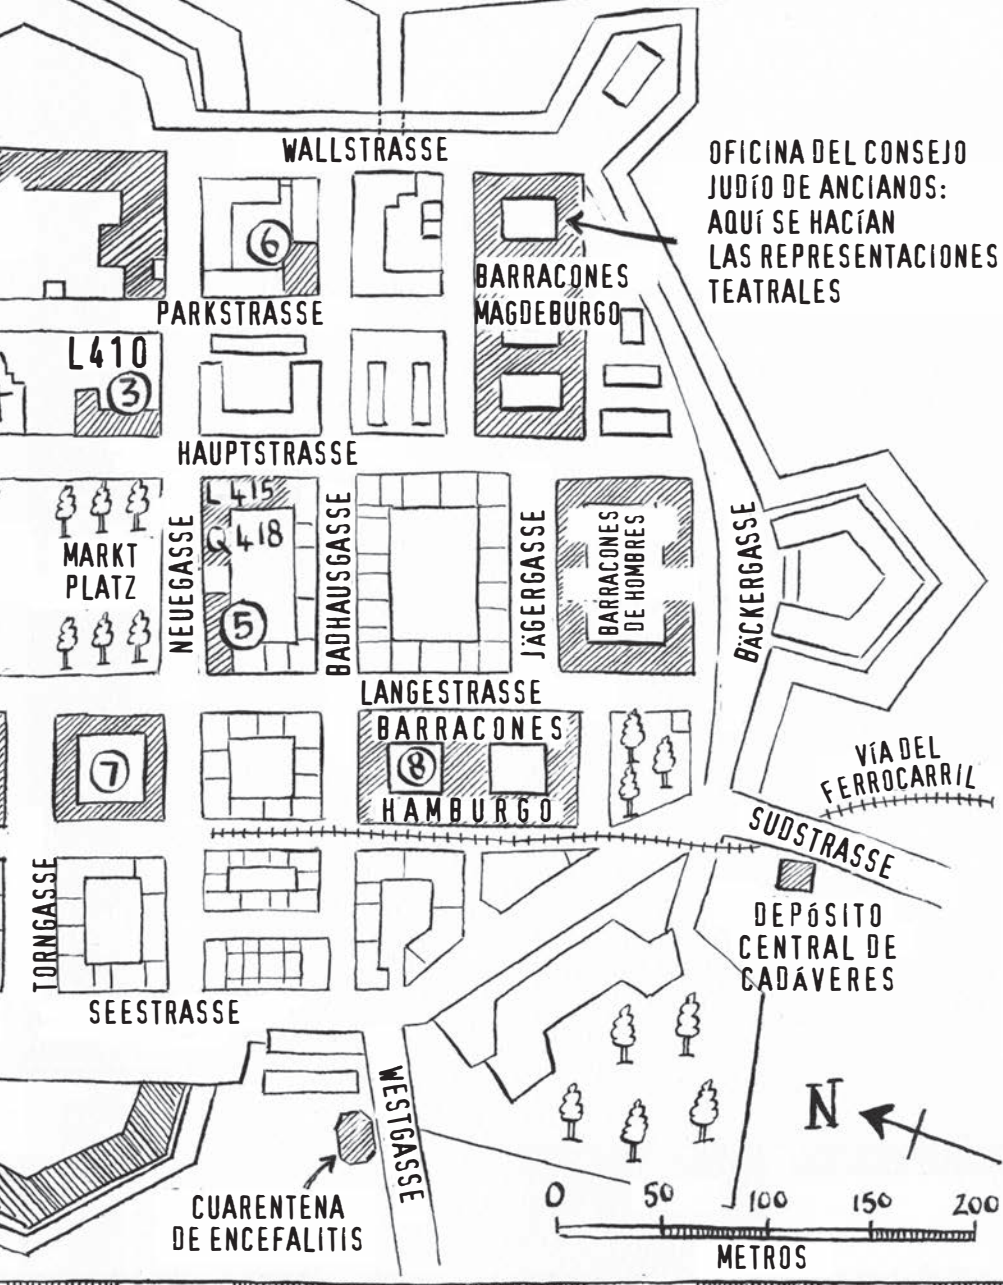 WALLSTRASSE
OFICINA DEL CONSEJO
JUDÍO DE ANCIANOS:
AQUÍ SE HACÍAN
LAS REPRESENTACIONES
TEATRALES
6
BARRACONES
MAGDEBURGO
PARKSTRASSE
L410
3
HAUPTSTRASSE
L415
Q418
5
MARKT
PLATZ
NEUEGASSE
BADHAUSGASSE
JÄGERGASSE
BARRACONES
DE HOMBRES
BÄCKERGASSE
LANGESTRASSE
BARRACONES
7
8
HAMBURGO
VÍA DEL
FERROCARRIL
SUDSTRASSE
TORNGASSE
DEPÓSITO
CENTRAL DE
CADÁVERES
SEESTRASSE
WESTGASSE
N
CUARENTENA
DE ENCEFALITIS
0 50 100 150 200
METROS